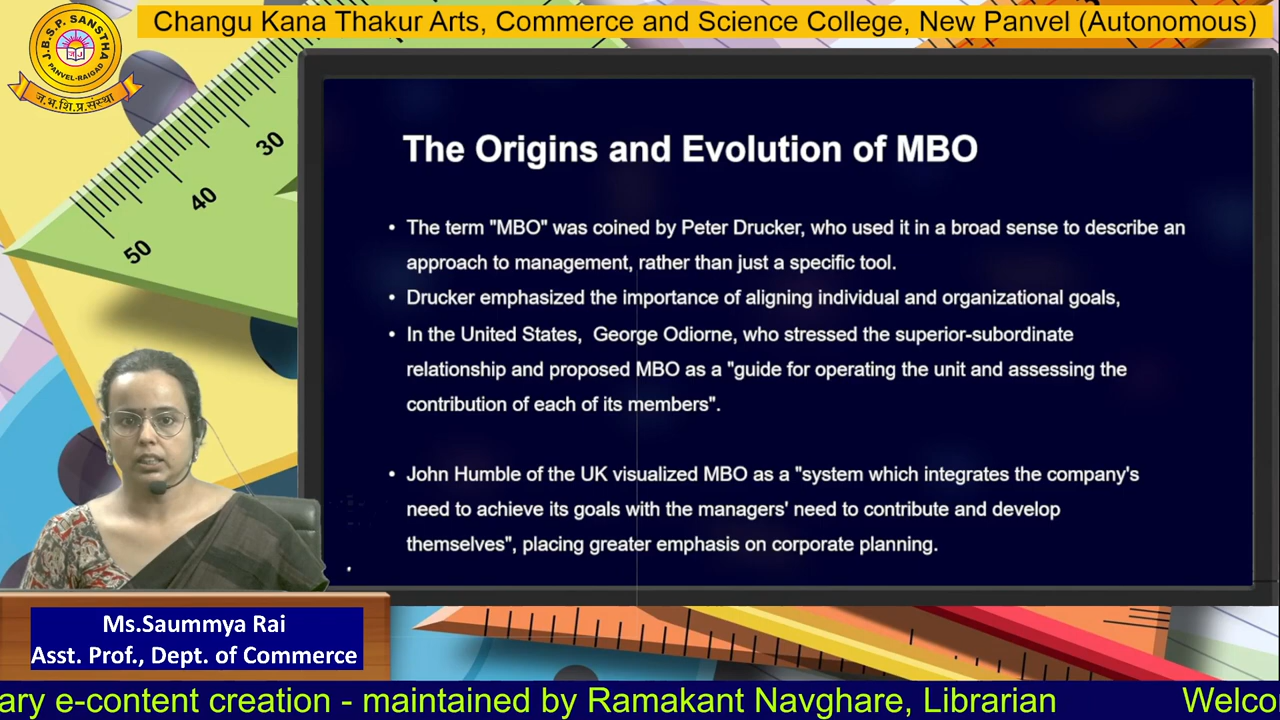 Changu Kana Thakur Arts, Commerce and Science College, New Panvel (Autonomous)
J.B.S.P. SANSTHA
PANVEL-RAIGAD
ज.भ.शि.प्र.संस्था
30
40
50
The Origins and Evolution of MBO
• The term "MBO" was coined by Peter Drucker, who used it in a broad sense to describe an
approach to management, rather than just a specific tool.
• Drucker emphasized the importance of aligning individual and organizational goals,
• In the United States, George Odiorne, who stressed the superior-subordinate
relationship and proposed MBO as a "guide for operating the unit and assessing the
contribution of each of its members".
• John Humble of the UK visualized MBO as a "system which integrates the company's
need to achieve its goals with the managers' need to contribute and develop
themselves", placing greater emphasis on corporate planning.
Ms.Saummya Rai
Asst. Prof., Dept. of Commerce
ary e-content creation - maintained by Ramakant Navghare, Librarian Welco